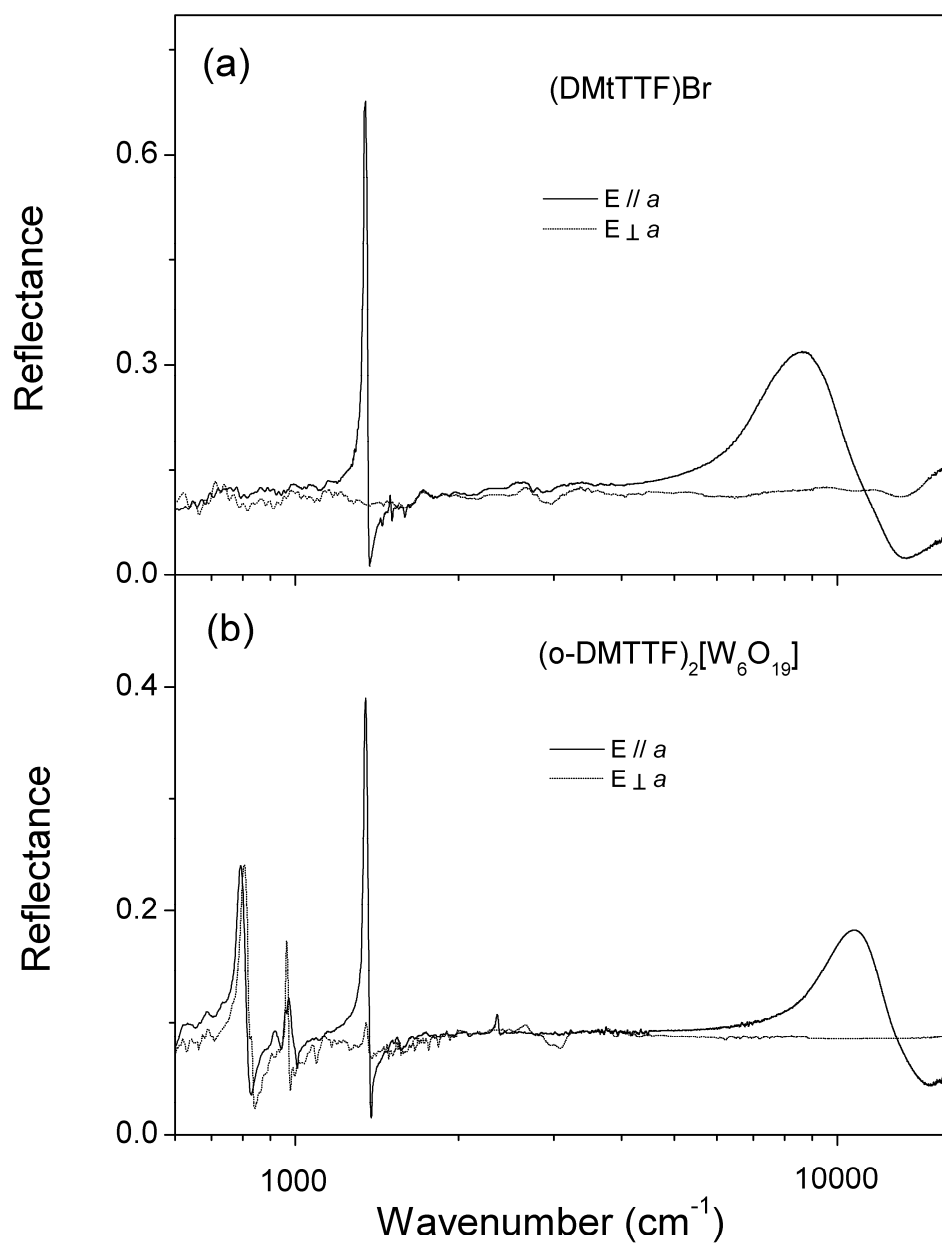 (a)
(DMtTTF)Br
E // a
E ⊥ a
0.6
0.3
0.0
Reflectance
(b)
(o-DMTTF)₂[W₆O₁₉]
E // a
E ⊥ a
0.4
0.2
0.0
Reflectance
1000
10000
Wavenumber (cm⁻¹)